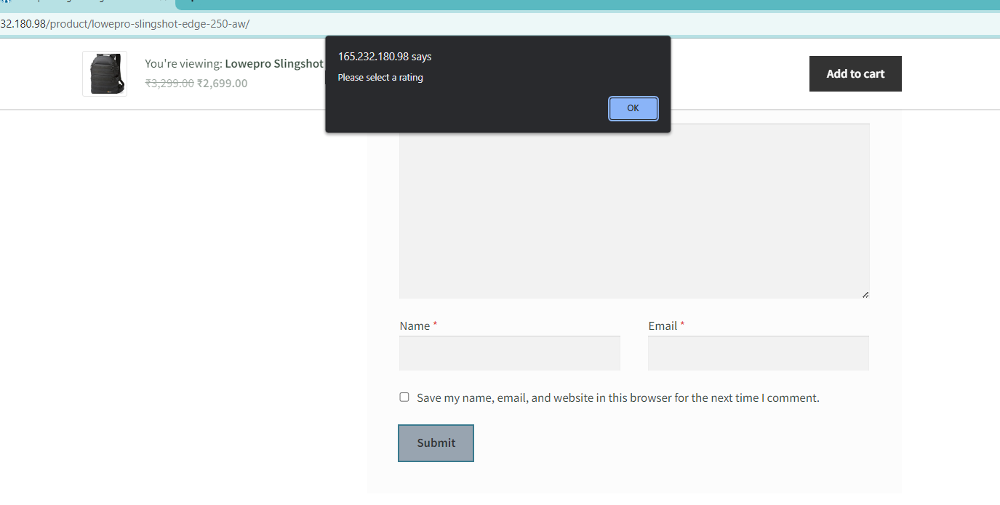 32.180.98/product/lowepro-slingshot-edge-250-aw/
165.232.180.98 says
Please select a rating
OK
You're viewing: Lowepro Slingshot
₹3,299.00 ₹2,699.00
Add to cart
Name *
Email *
Save my name, email, and website in this browser for the next time I comment.
Submit